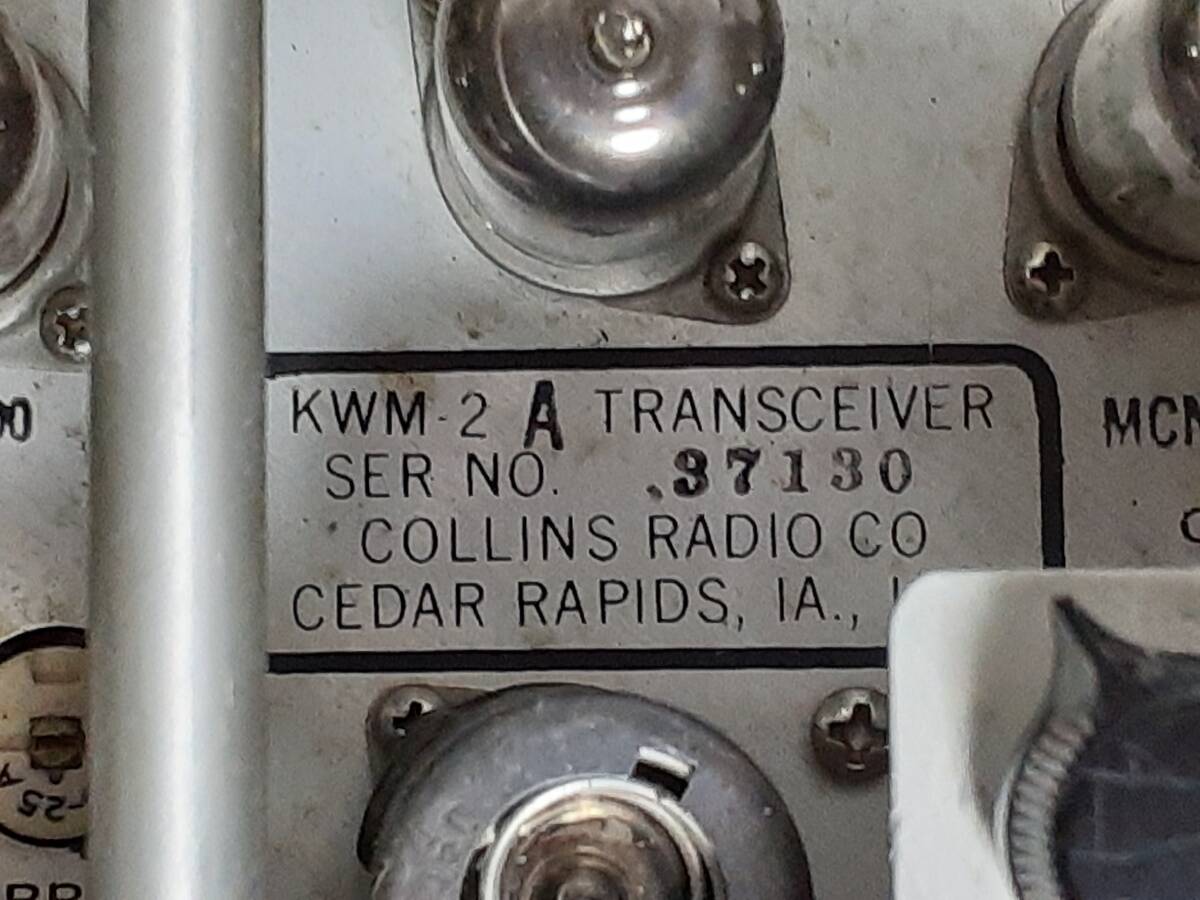 KWM-2 A TRANSCEIVER
SER NO. .37130
COLLINS RADIO CO
CEDAR RAPIDS, IA.,